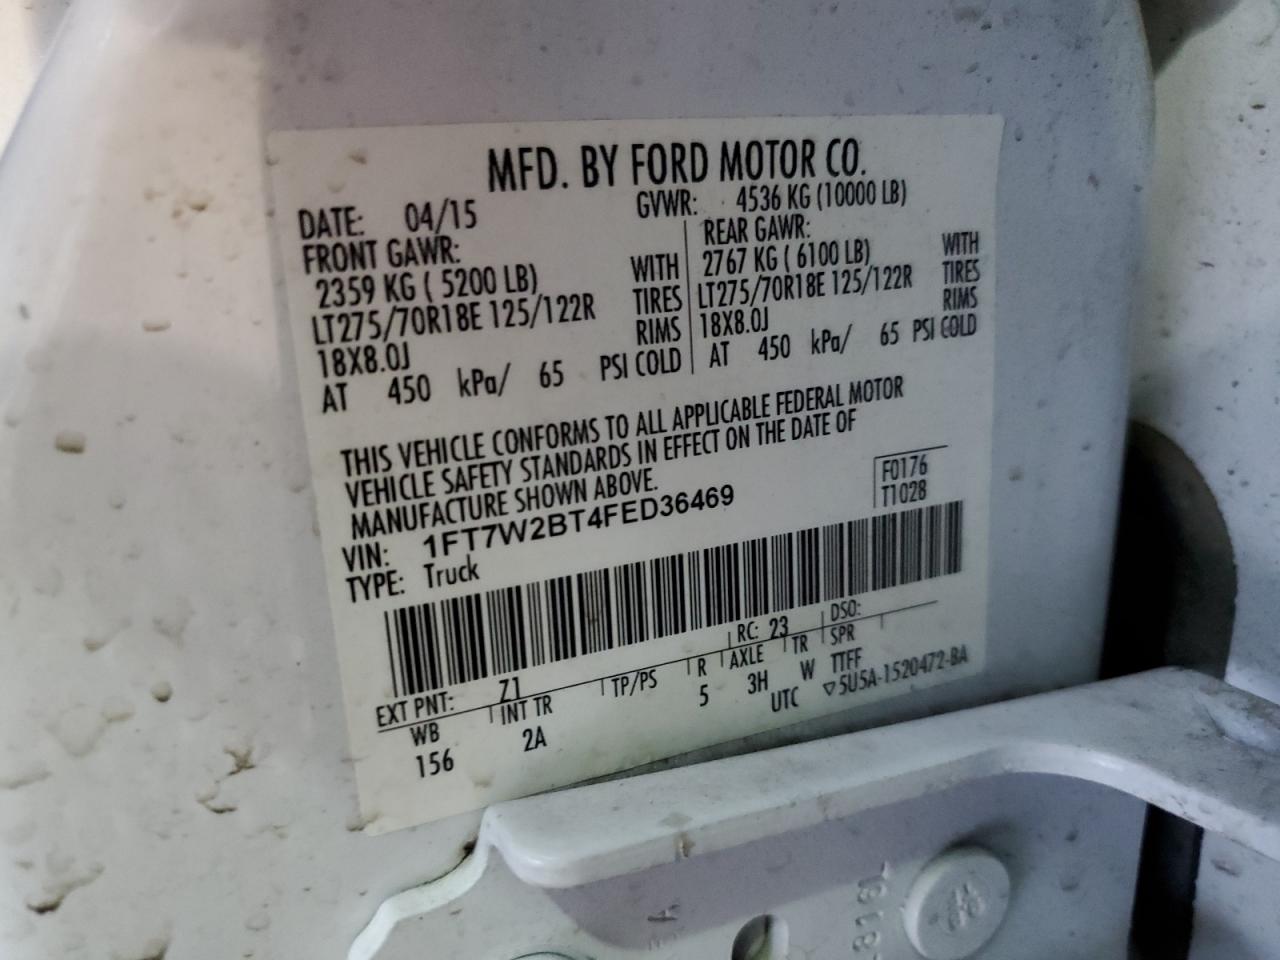 MFD. BY FORD MOTOR CO.
DATE: 04/15 GVWR: 4536 KG (10000 LB)
FRONT GAWR: REAR GAWR:
2359 KG ( 5200 LB) WITH 2767 KG ( 6100 LB) WITH
LT275/70R18E 125/122R TIRES LT275/70R18E 125/122R TIRES
18X8.0J RIMS 18X8.0J RIMS
AT 450 kPa/ 65 PSI COLD AT 450 kPa/ 65 PSI COLD
THIS VEHICLE CONFORMS TO ALL APPLICABLE FEDERAL MOTOR
VEHICLE SAFETY STANDARDS IN EFFECT ON THE DATE OF
MANUFACTURE SHOWN ABOVE.
F0176
VIN: 1FT7W2BT4FED36469 T1028
TYPE: Truck
EXT PNT: Z1 RC: 23 DSO:
WB INT TR TP/PS R AXLE TR SPR
156 2A 5 3H W TTFF
UTC ▽5U5A-1520472-BA